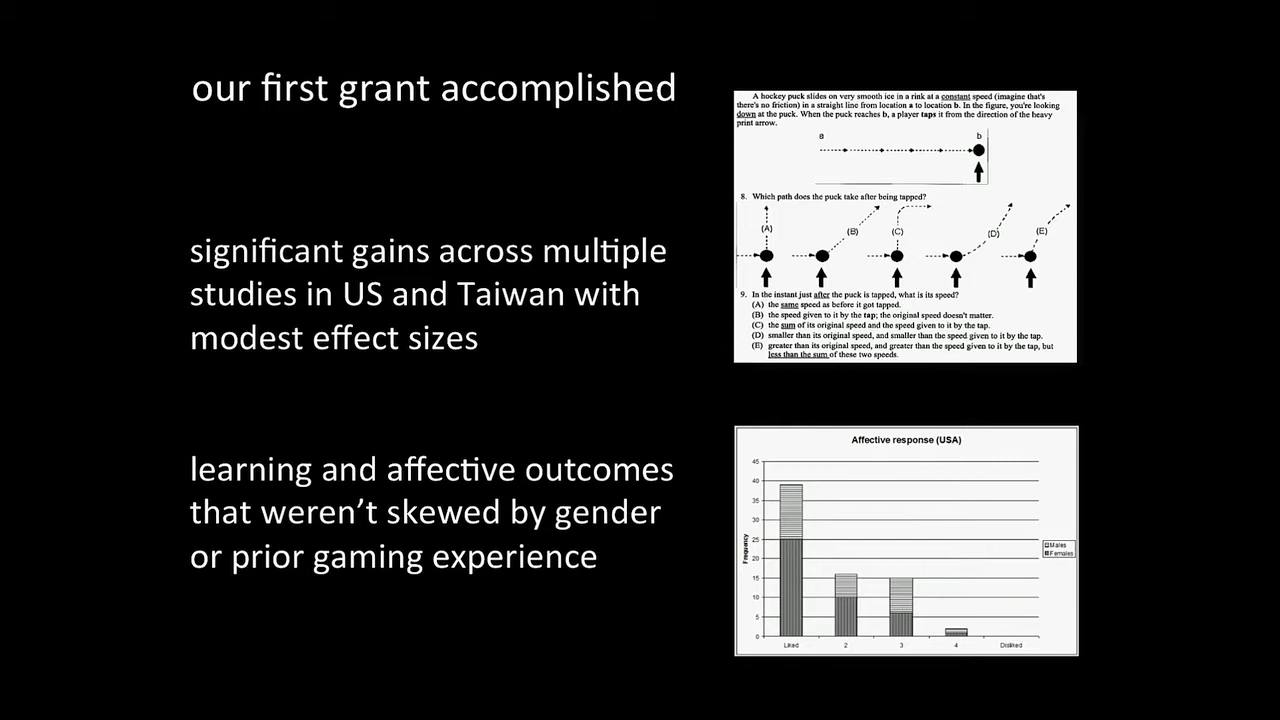 our first grant accomplished
significant gains across multiple
studies in US and Taiwan with
modest effect sizes
learning and affective outcomes
that weren't skewed by gender
or prior gaming experience
A hockey puck slides on very smooth ice in a rink at a constant speed (imagine that's
there's no friction) in a straight line from location a to location b. In the figure, you're looking
down at the puck. When the puck reaches b, a player taps it from the direction of the heavy
print arrow.
a b
8. Which path does the puck take after being tapped?
(A) (B) (C) (D) (E)
9. In the instant just after the puck is tapped, what is its speed?
(A) the same speed as before it got tapped.
(B) the speed given to it by the tap; the original speed doesn't matter.
(C) the sum of its original speed and the speed given to it by the tap.
(D) smaller than its original speed, and smaller than the speed given to it by the tap.
(E) greater than its original speed, and greater than the speed given to it by the tap, but
less than the sum of these two speeds.
Affective response (USA)
45
40
35
30
25
20
15
10
5
0
Frequency
Liked 2 3 4 Disliked
Males
Females